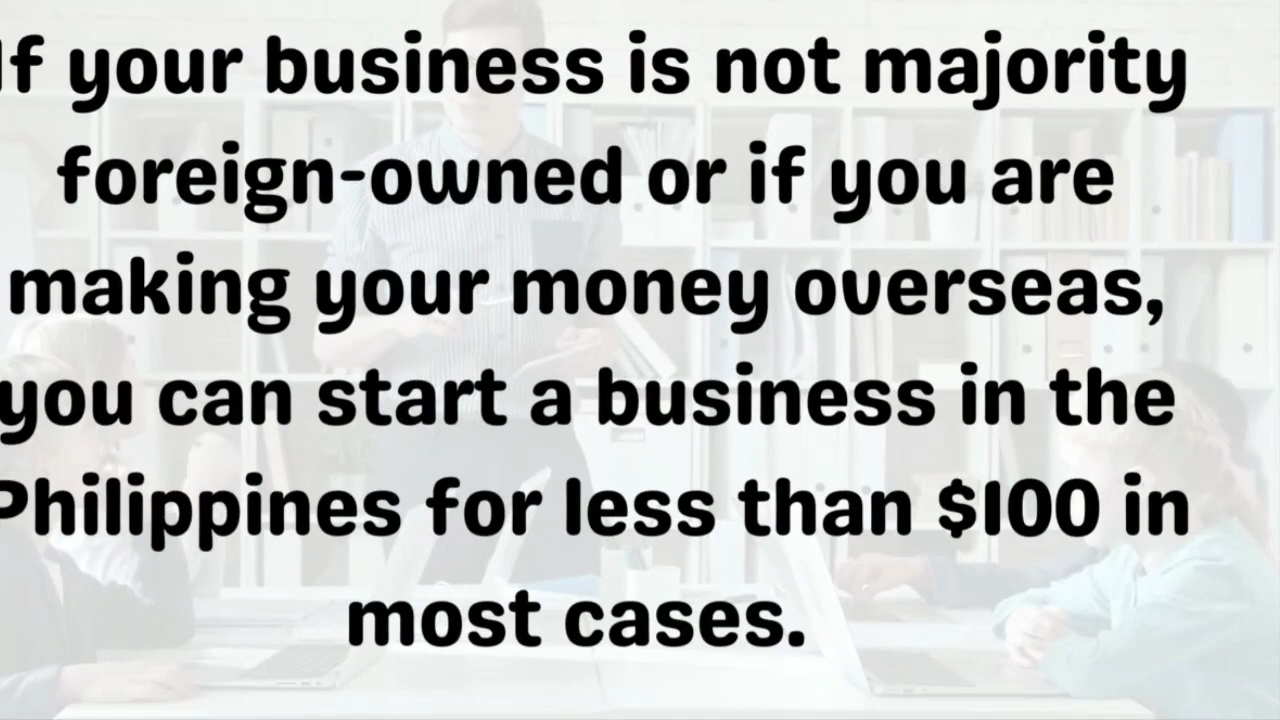 If your business is not majority
foreign-owned or if you are
making your money overseas,
you can start a business in the
Philippines for less than $100 in
most cases.